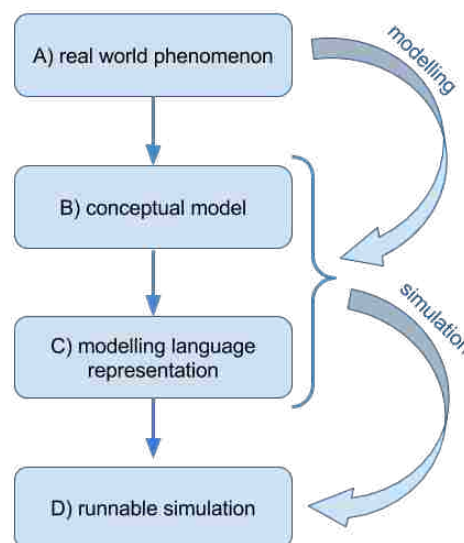 A) real world phenomenon
modelling
B) conceptual model
simulation
C) modelling language
representation
D) runnable simulation